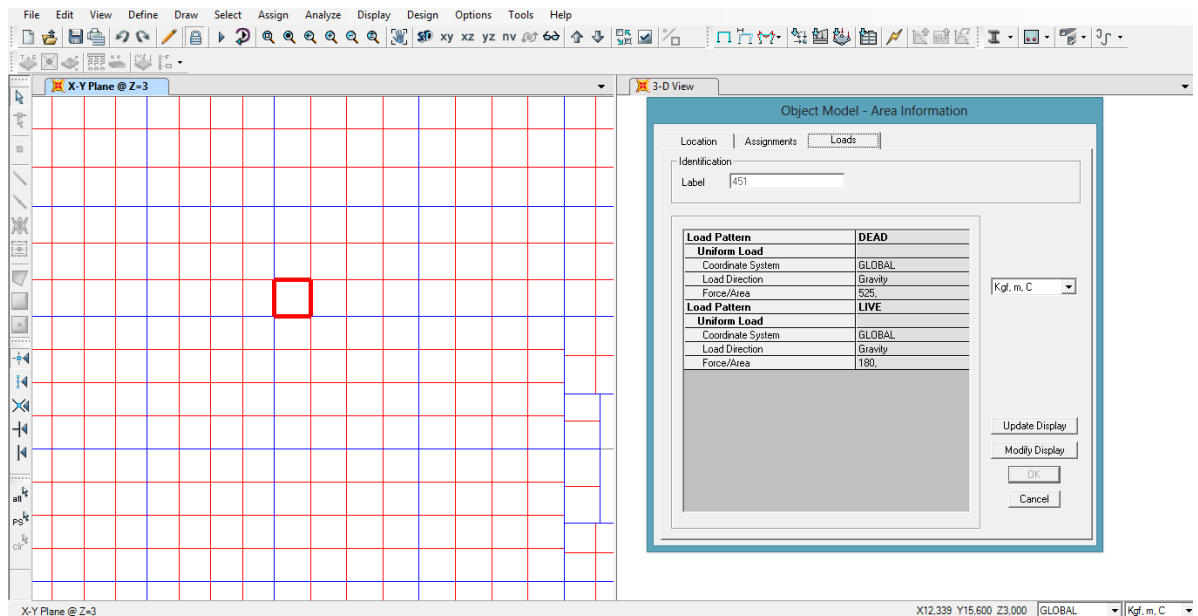 File Edit View Define Draw Select Assign Analyze Display Design Options Tools Help
3D xy xz yz nv
X-Y Plane @ Z=3
3-D View
Object Model - Area Information
Location Assignments Loads
Identification
Label 451
Load Pattern DEAD
Uniform Load
Coordinate System GLOBAL
Load Direction Gravity
Force/Area 525,
Load Pattern LIVE
Uniform Load
Coordinate System GLOBAL
Load Direction Gravity
Force/Area 180,
Kgf, m, C
Update Display
Modify Display
OK
Cancel
all
PS
clr
X-Y Plane @ Z=3 X12,339 Y15,600 Z3,000 GLOBAL Kgf, m, C